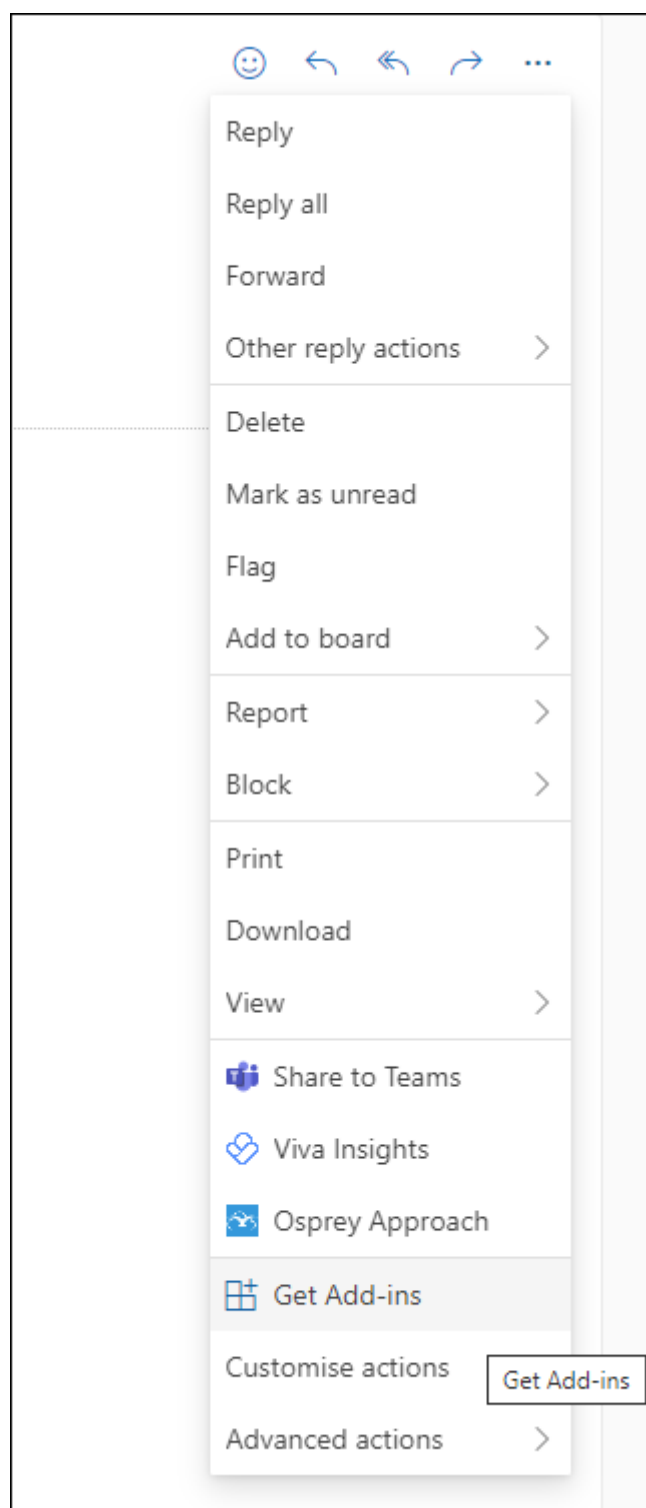 Reply
Reply all
Forward
Other reply actions
Delete
Mark as unread
Flag
Add to board
Report
Block
Print
Download
View
Share to Teams
Viva Insights
Osprey Approach
Get Add-ins
Customise actions
Get Add-ins
Advanced actions